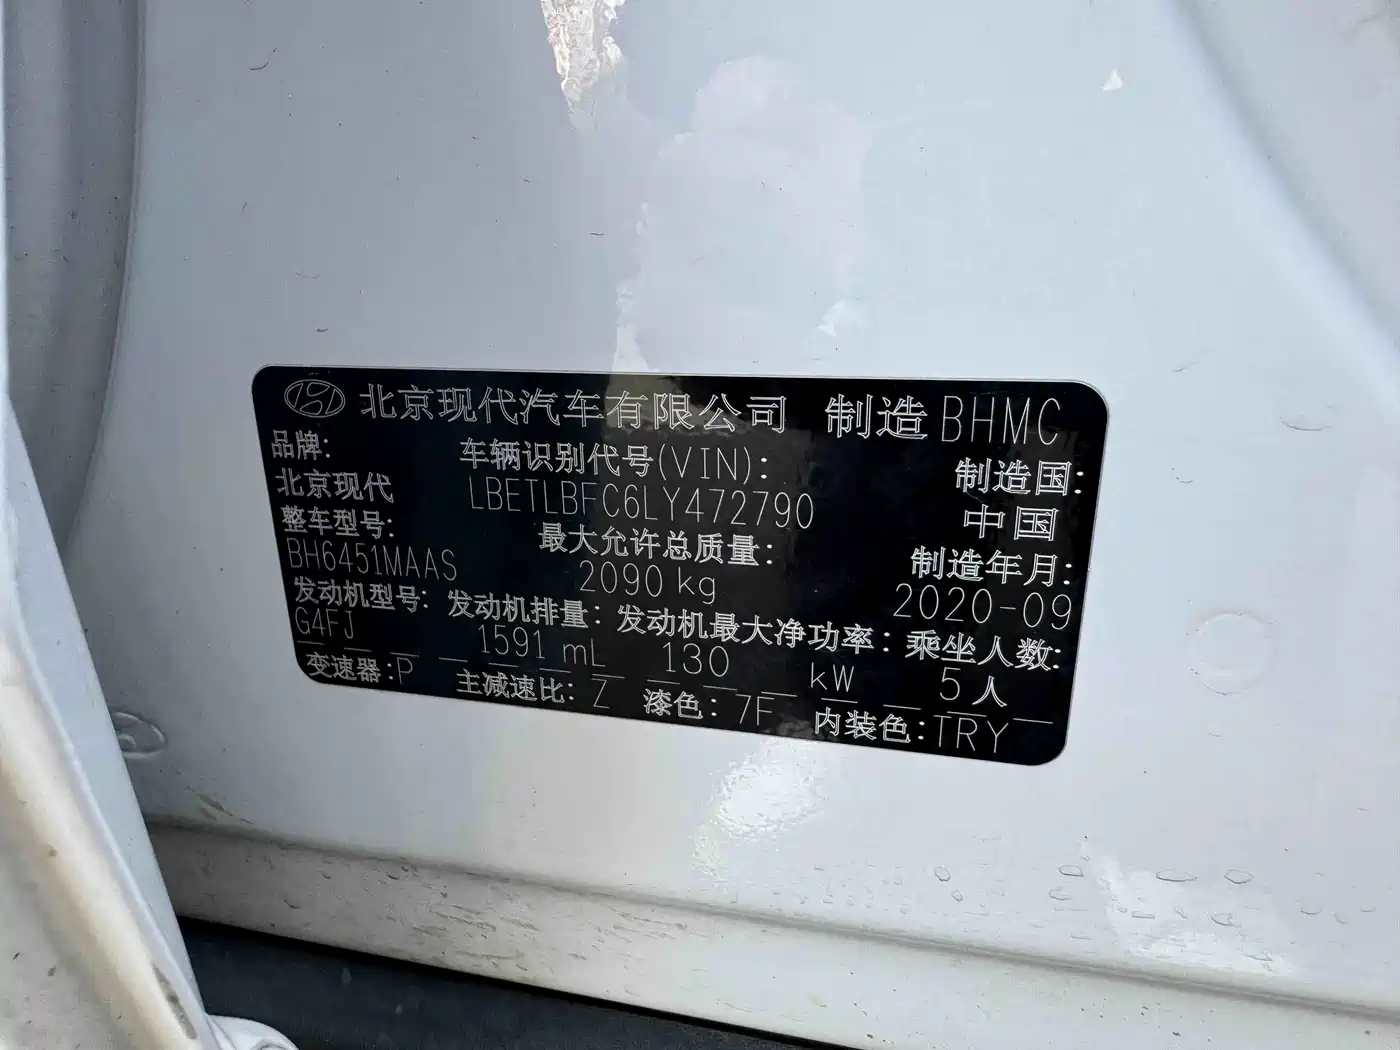 北京现代汽车有限公司 制造 BHMC
品牌: 车辆识别代号(VIN): 制造国:
北京现代 LBETLBFC6LY472790 中国
整车型号: 最大允许总质量: 制造年月:
BH6451MAAS 2090 kg 2020-09
发动机型号: 发动机排量: 发动机最大净功率: 乘坐人数:
G4FJ 1591 mL 130 kW 5人
变速器:P 主减速比: Z 漆色: 7F 内装色:TRY